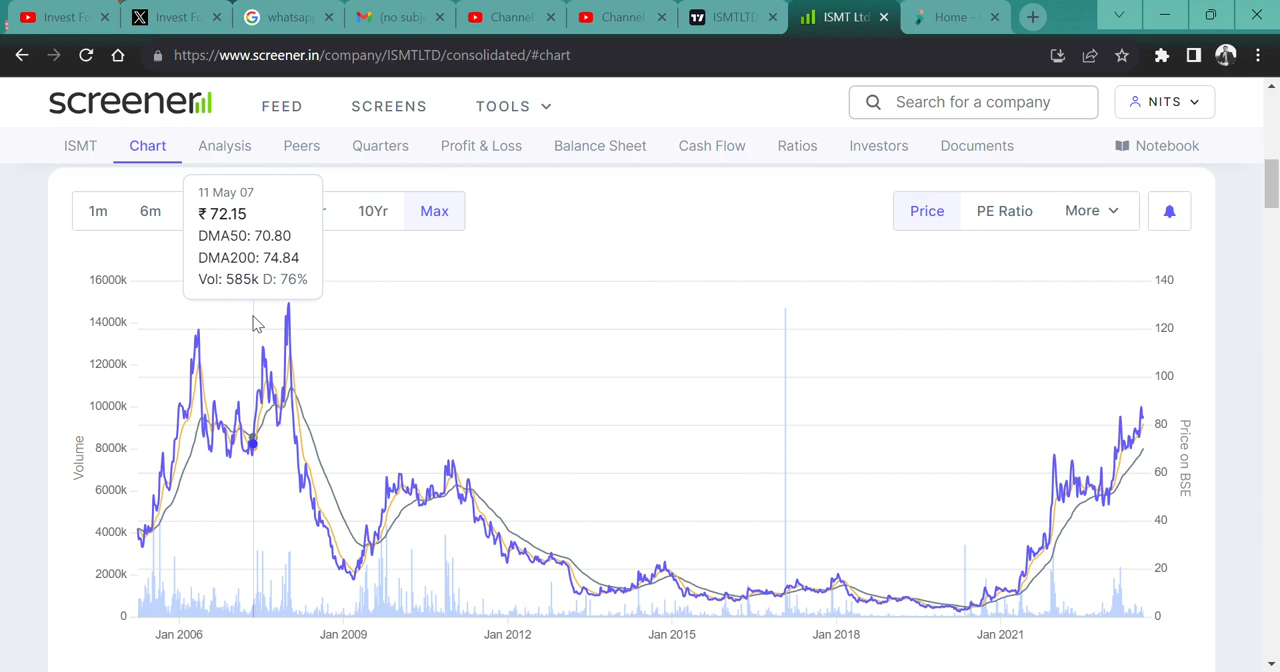 Invest Fo
Invest Fo
whatsap
(no subj
Channel
Channel
ISMTLTD
ISMT Ltd
Home -
https://www.screener.in/company/ISMTLTD/consolidated/#chart
screener
FEED
SCREENS
TOOLS
Search for a company
NITS
ISMT
Chart
Analysis
Peers
Quarters
Profit & Loss
Balance Sheet
Cash Flow
Ratios
Investors
Documents
Notebook
1m
6m
11 May 07
₹ 72.15
DMA50: 70.80
DMA200: 74.84
Vol: 585k D: 76%
10Yr
Max
Price
PE Ratio
More
16000k
14000k
12000k
10000k
8000k
6000k
4000k
2000k
0
Volume
140
120
100
80
60
40
20
0
Price on BSE
Jan 2006
Jan 2009
Jan 2012
Jan 2015
Jan 2018
Jan 2021